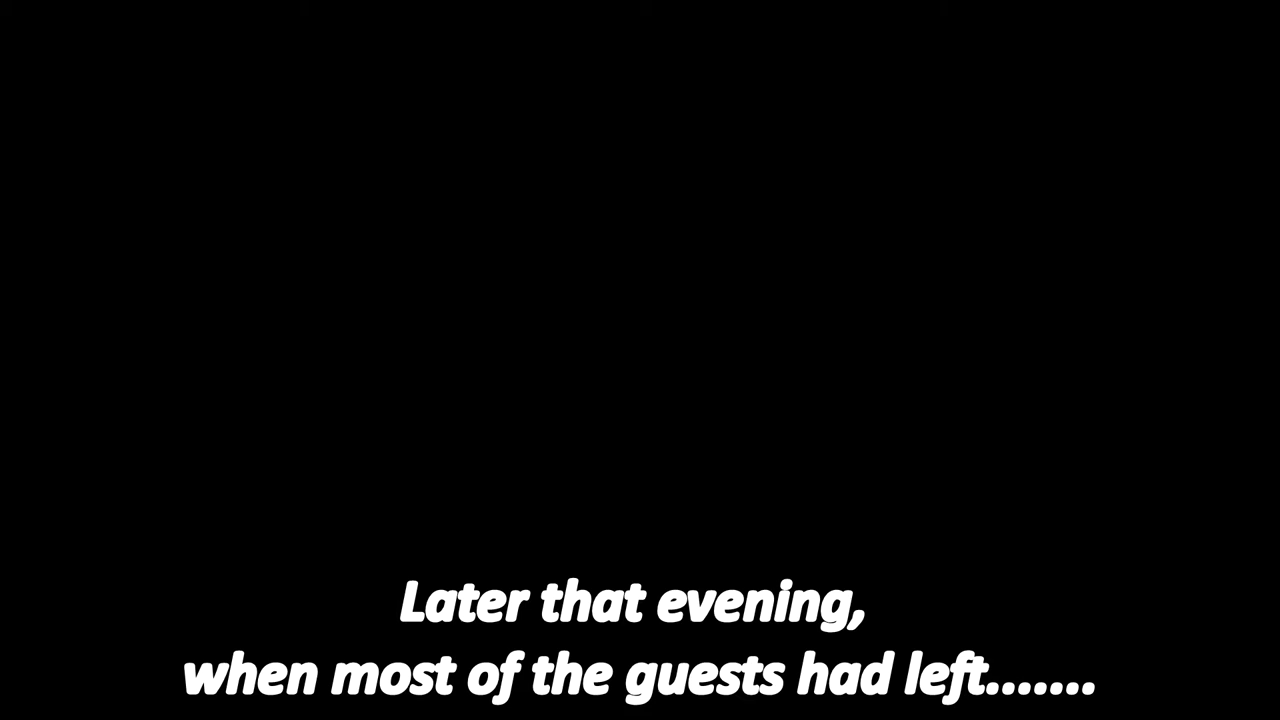 Later that evening,
when most of the guests had left.......